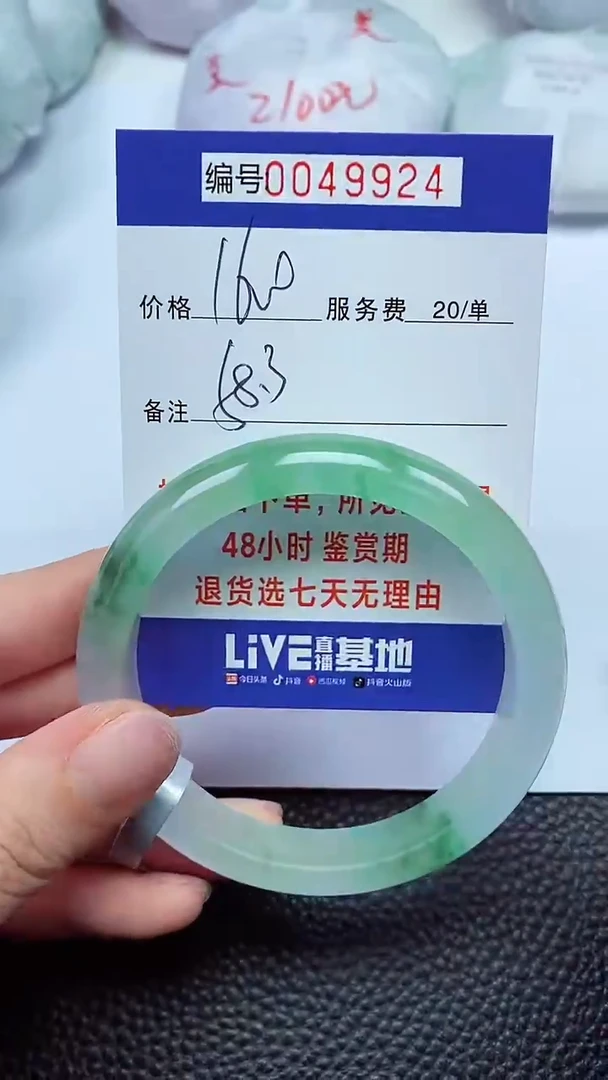 21000
编号0049924
价格 服务费 20/单
备注 58.3
48小时 鉴赏期
退货选七天无理由
LiVE直播基地
今日头条 抖音 西瓜视频 抖音火山版